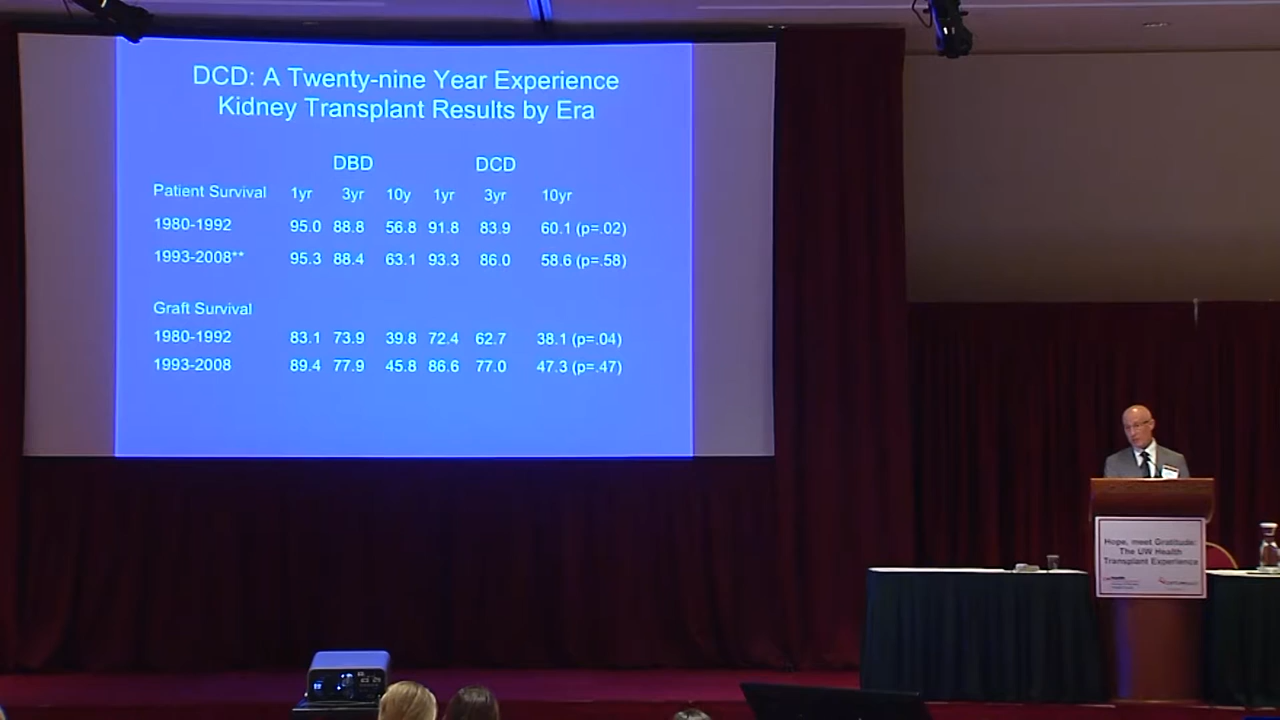 DCD: A Twenty-nine Year Experience
Kidney Transplant Results by Era
DBD DCD
Patient Survival 1yr 3yr 10y 1yr 3yr 10yr
1980-1992 95.0 88.8 56.8 91.8 83.9 60.1 (p=.02)
1993-2008** 95.3 88.4 63.1 93.3 86.0 58.6 (p=.58)
Graft Survival
1980-1992 83.1 73.9 39.8 72.4 62.7 38.1 (p=.04)
1993-2008 89.4 77.9 45.8 86.6 77.0 47.3 (p=.47)
Hope, meet Gratitude:
The UW Health
Transplant Experience